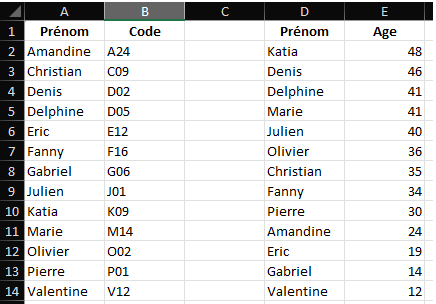 A B C D E
1 Prénom Code Prénom Age
2 Amandine A24 Katia 48
3 Christian C09 Denis 46
4 Denis D02 Delphine 41
5 Delphine D05 Marie 41
6 Eric E12 Julien 40
7 Fanny F16 Olivier 36
8 Gabriel G06 Christian 35
9 Julien J01 Fanny 34
10 Katia K09 Pierre 30
11 Marie M14 Amandine 24
12 Olivier O02 Eric 19
13 Pierre P01 Gabriel 14
14 Valentine V12 Valentine 12